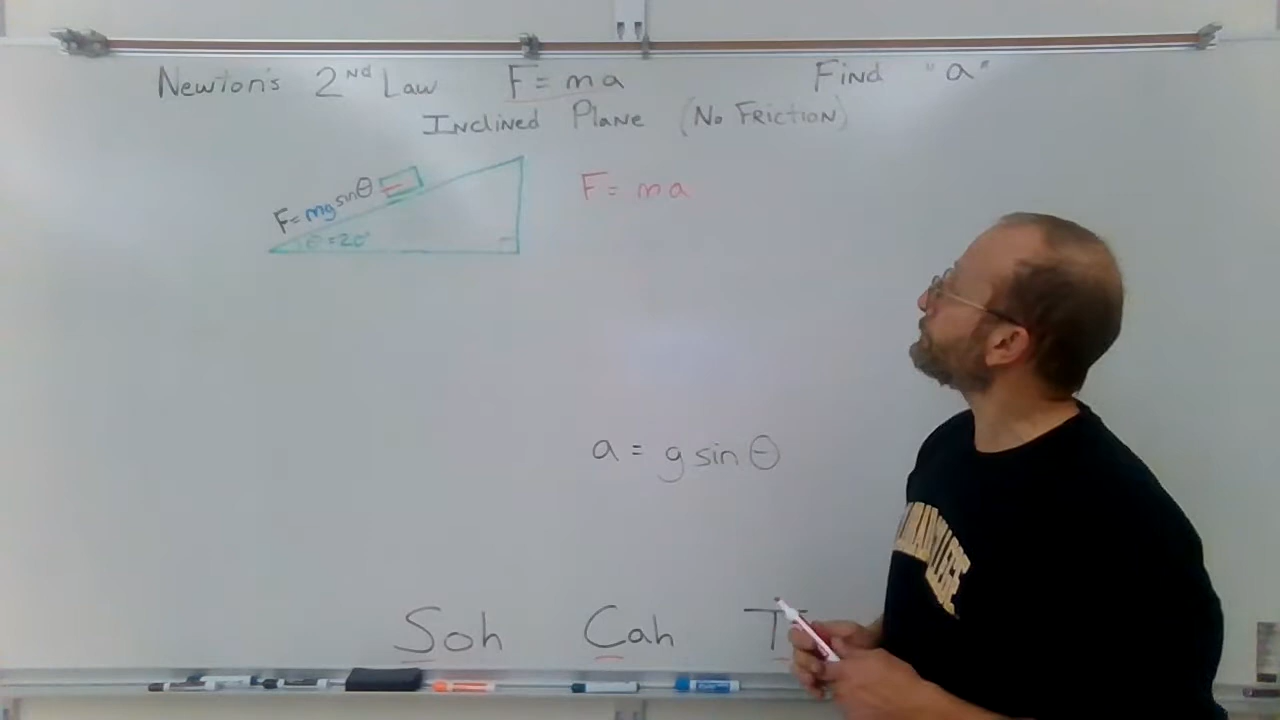 Newton's 2nd Law F = ma Find "a"
Inclined Plane (No Friction)
F = mg sin θ
θ = 20°
F = ma
a = g sin θ
Soh Cah T